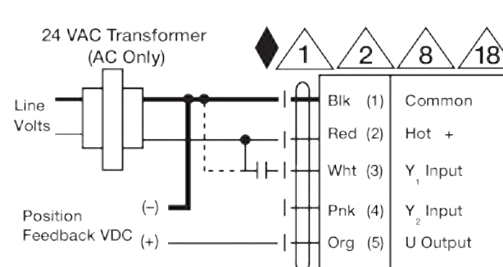 24 VAC Transformer
(AC Only)
1 2 8 18
Line
Volts
Blk (1) Common
Red (2) Hot +
Wht (3) Y1 Input
Pnk (4) Y2 Input
Org (5) U Output
Position
Feedback VDC
(–)
(+)